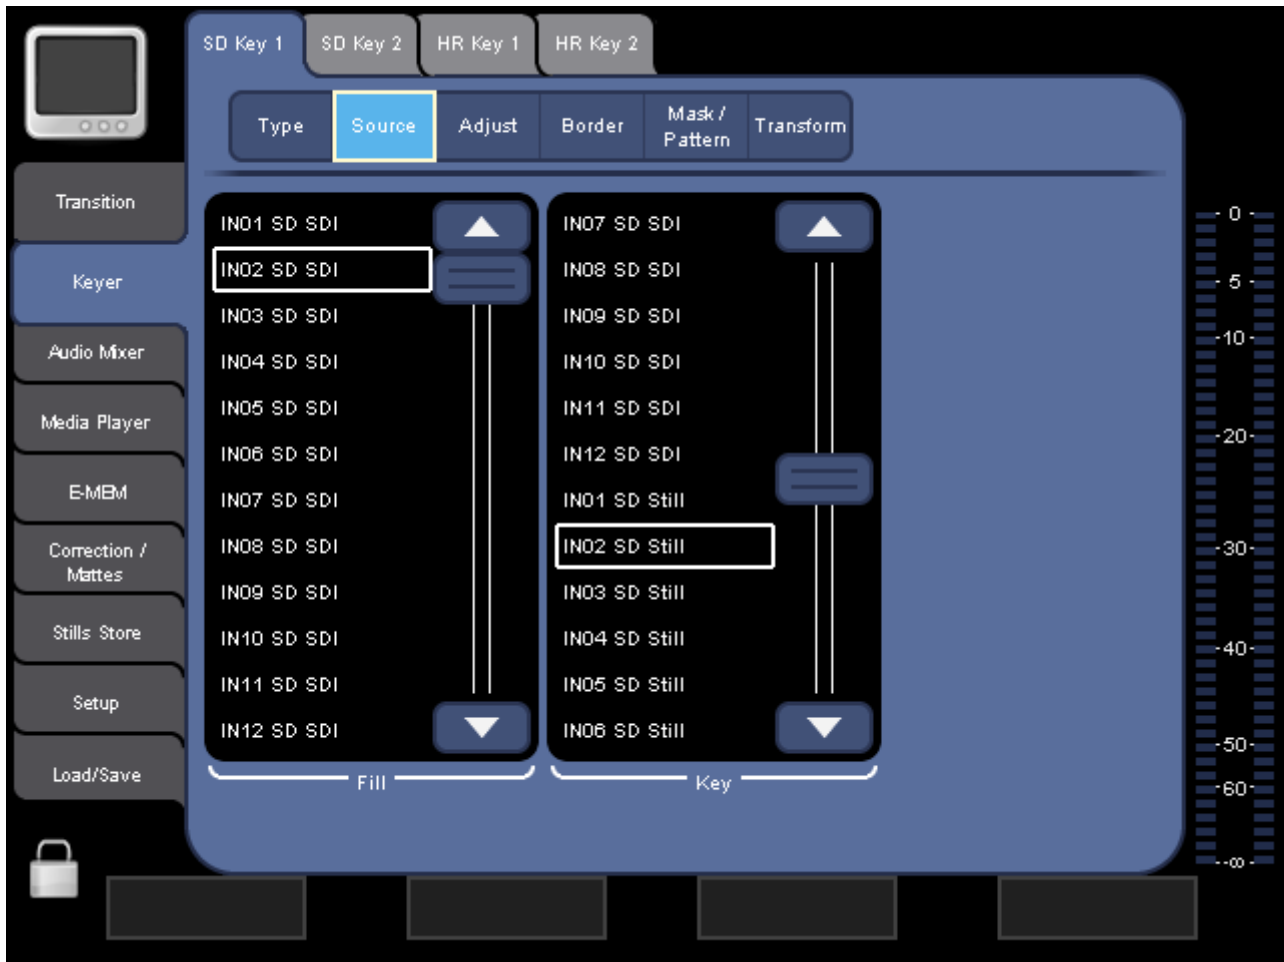 SD Key 1
SD Key 2
HR Key 1
HR Key 2
Type
Source
Adjust
Border
Mask /
Pattern
Transform
Transition
Keyer
Audio Mixer
Media Player
E-MEM
Correction /
Mattes
Stills Store
Setup
Load/Save
IN01 SD SDI
IN02 SD SDI
IN03 SD SDI
IN04 SD SDI
IN05 SD SDI
IN06 SD SDI
IN07 SD SDI
IN08 SD SDI
IN09 SD SDI
IN10 SD SDI
IN11 SD SDI
IN12 SD SDI
Fill
IN07 SD SDI
IN08 SD SDI
IN09 SD SDI
IN10 SD SDI
IN11 SD SDI
IN12 SD SDI
IN01 SD Still
IN02 SD Still
IN03 SD Still
IN04 SD Still
IN05 SD Still
IN06 SD Still
Key
- 0 -
- 5 -
-10-
-20-
-30-
-40-
-50-
-60-
--∞-